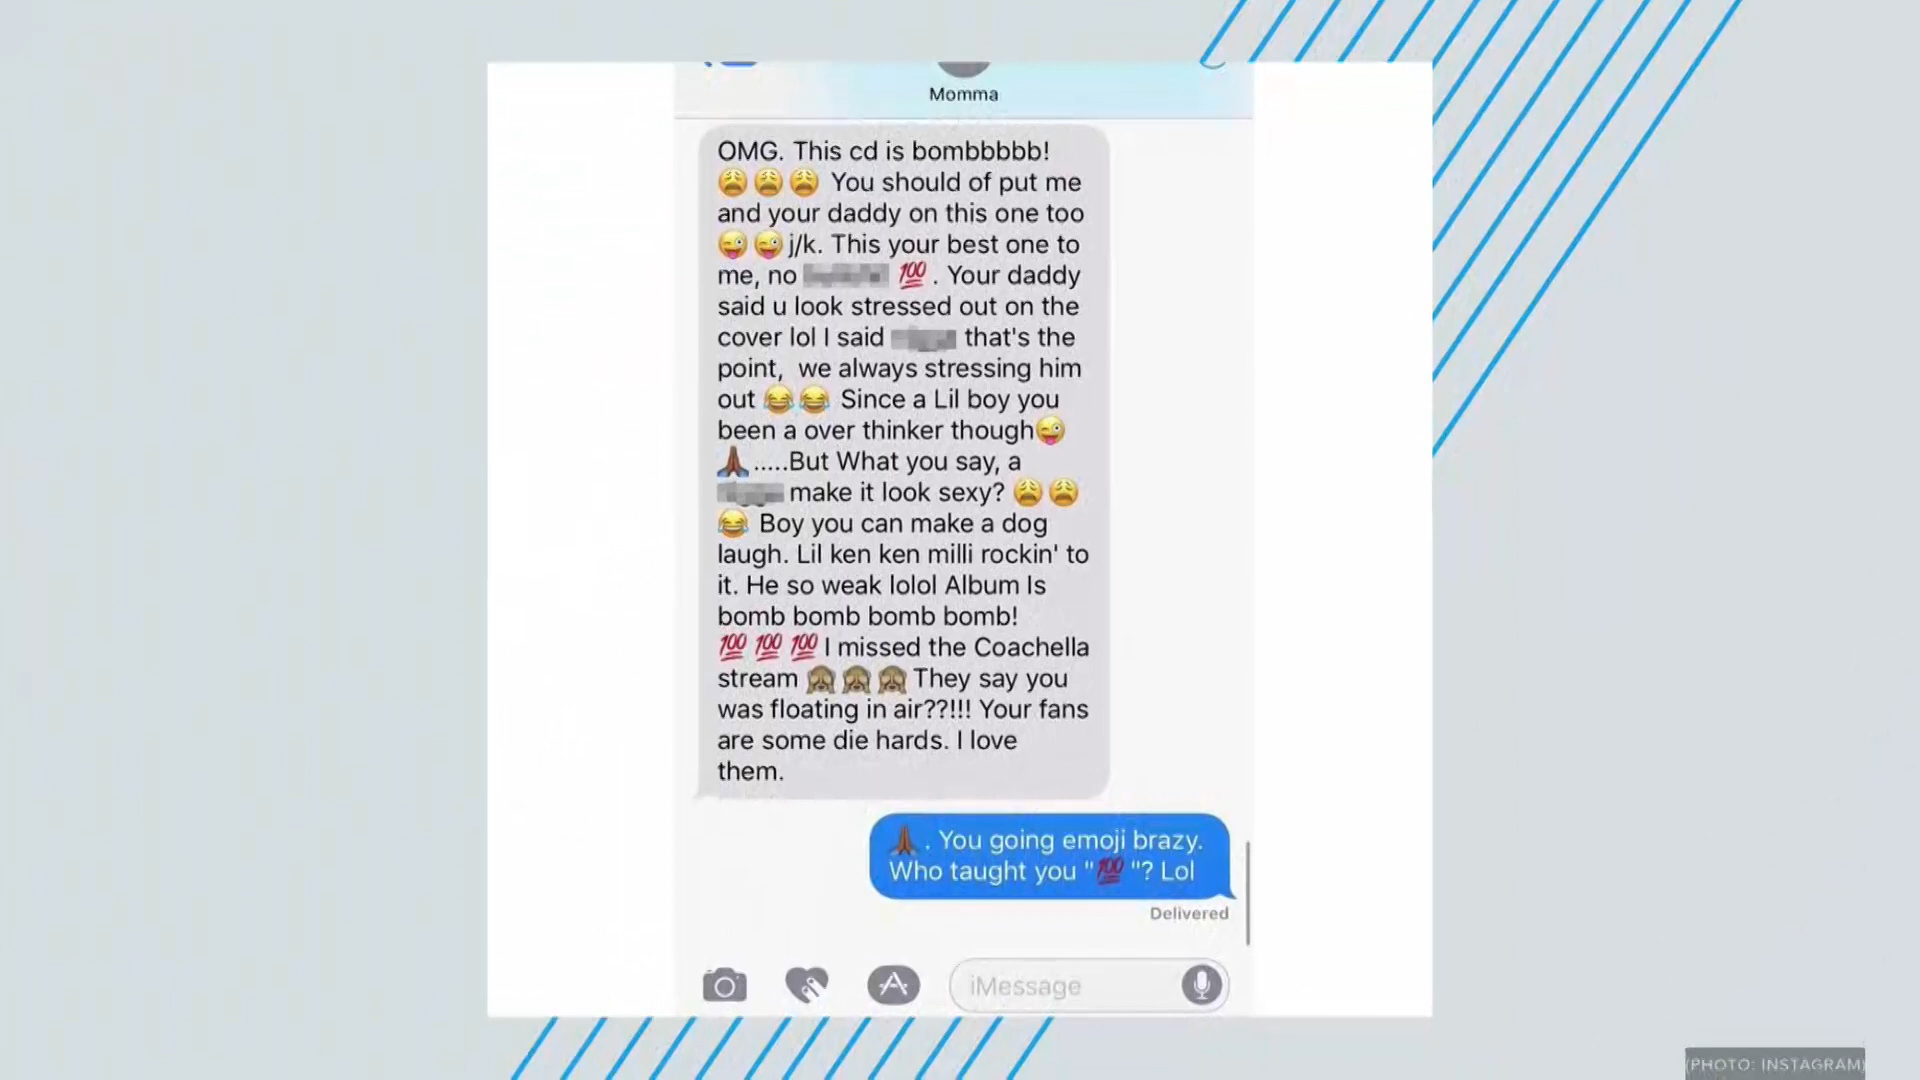 Momma
OMG. This cd is bombbbbb!
😩😩😩 You should of put me
and your daddy on this one too
😜😜j/k. This your best one to
me, no 💯. Your daddy
said u look stressed out on the
cover lol I said that's the
point, we always stressing him
out 😂😂 Since a Lil boy you
been a over thinker though😜
🙏🏾.....But What you say, a
make it look sexy? 😩😩
😂 Boy you can make a dog
laugh. Lil ken ken milli rockin' to
it. He so weak lolol Album Is
bomb bomb bomb bomb!
💯💯💯I missed the Coachella
stream 🙈🙈🙈They say you
was floating in air??!!! Your fans
are some die hards. I love
them.
🙏🏾. You going emoji brazy.
Who taught you "💯"? Lol
Delivered
iMessage
(PHOTO: INSTAGRAM)